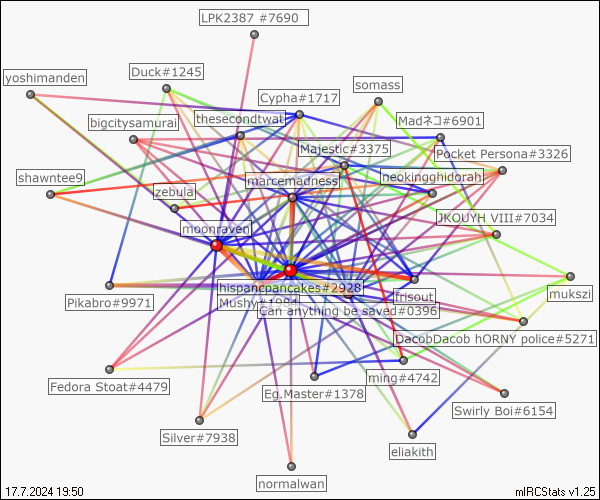 LPK2387 #7690
yoshimanden
Duck#1245
somass
Cypha#1717
bigcitysamurai
thesecondtwat
Madネコ#6901
Majestic#3375
Pocket Persona#3326
shawntee9
marcemadness
heokingghidorah
zebula
JKOUYH VIII#7034
moonraven
hispancpancakes#2928
Pikabro#9971
Mushy#1984
frisout
mukszi
Can anything be saved#0396
DacobDacob hORNY police#5271
Fedora Stoat#4479
ming#4742
Eg.Master#1378
Swirly Boi#6154
Silver#7938
eliakith
normalwan
17.7.2024 19:50
mIRCStats v1.25